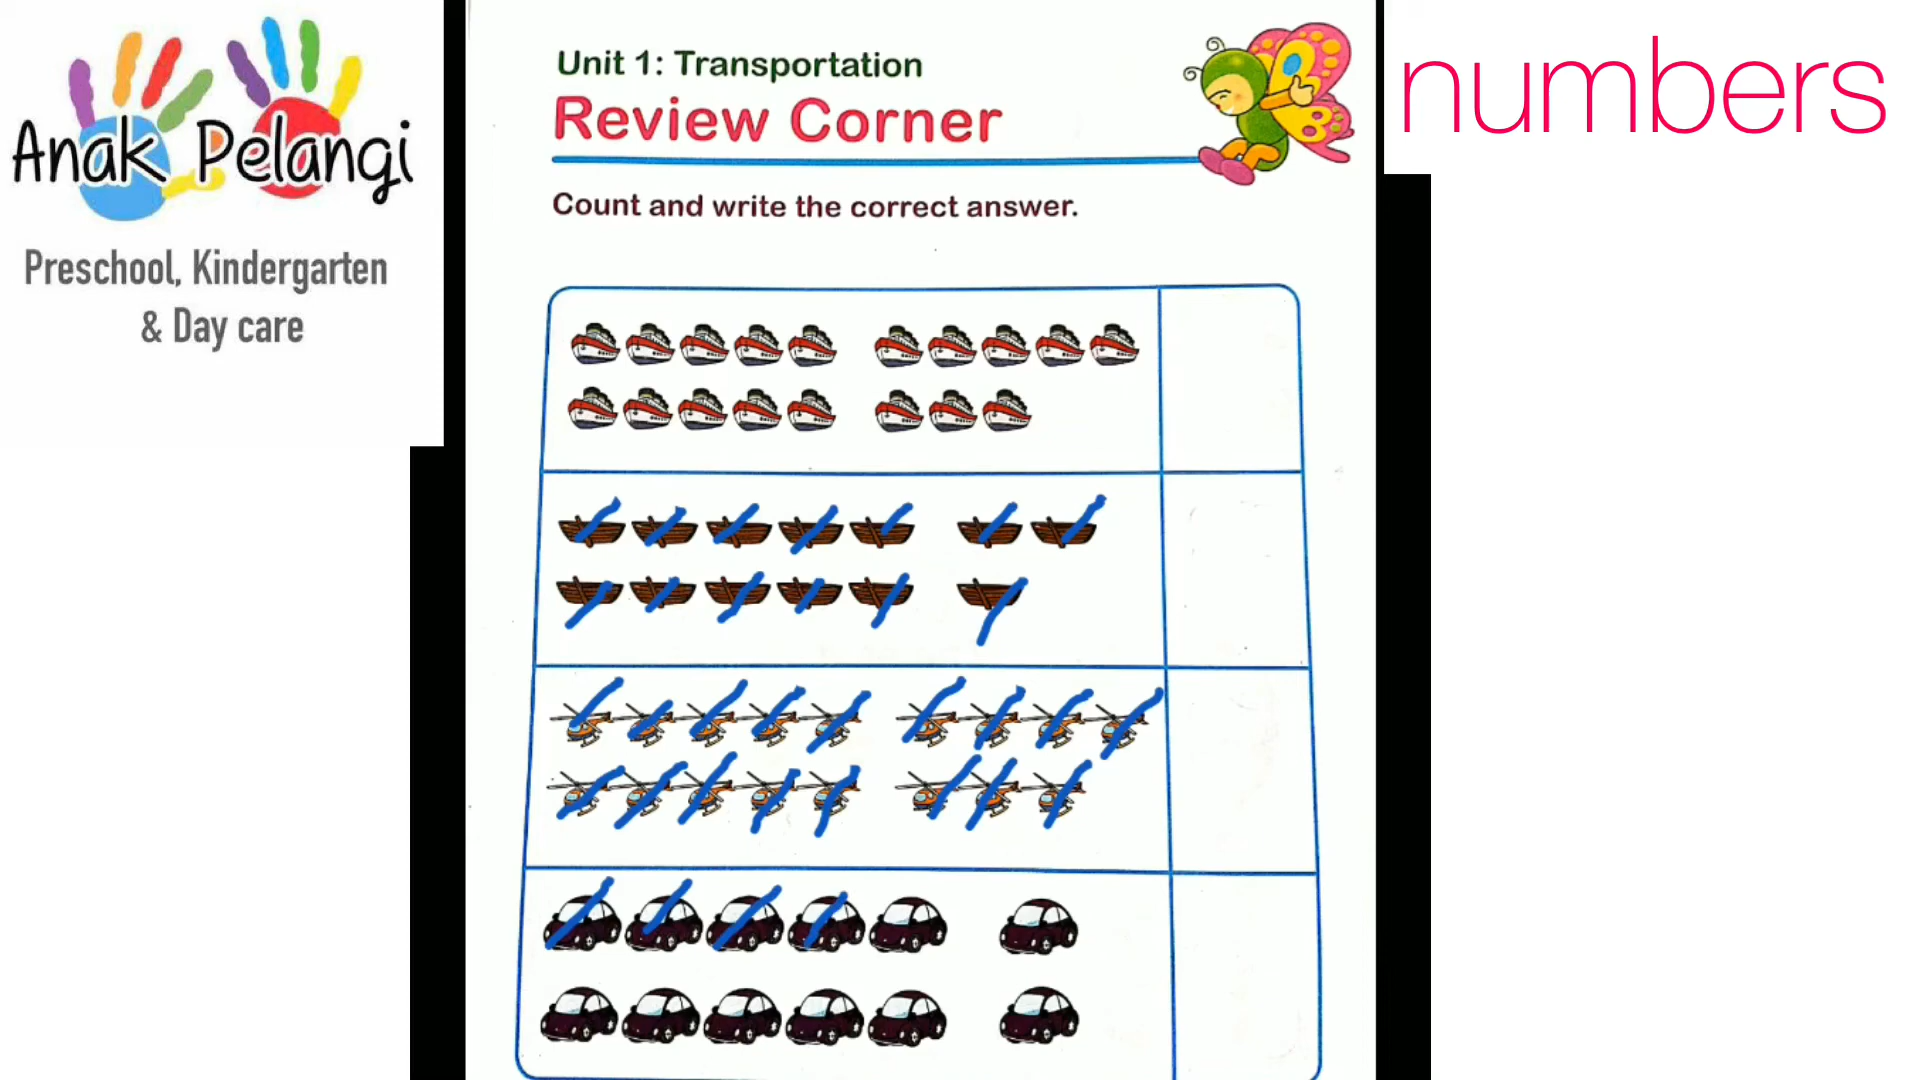 Anak Pelangi
Preschool, Kindergarten
& Day care
Unit 1: Transportation
Review Corner
Count and write the correct answer.
numbers